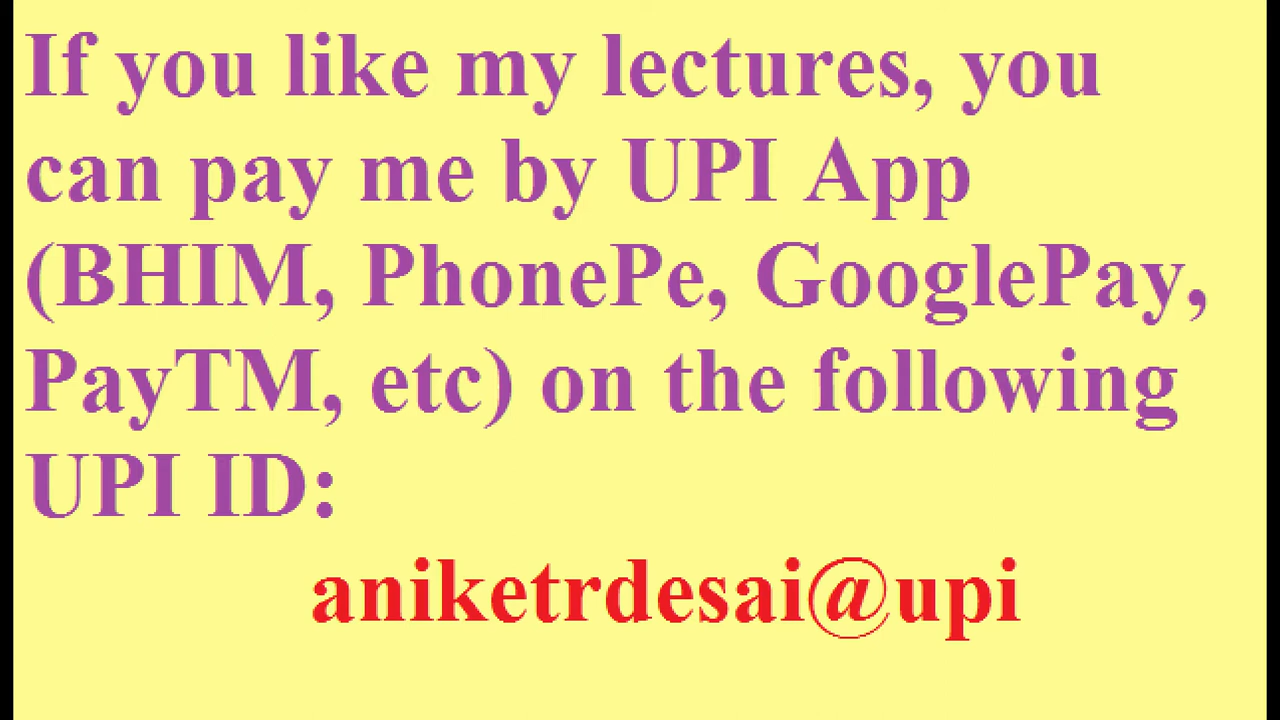 If you like my lectures, you
can pay me by UPI App
(BHIM, PhonePe, GooglePay,
PayTM, etc) on the following
UPI ID:
aniketrdesai@upi